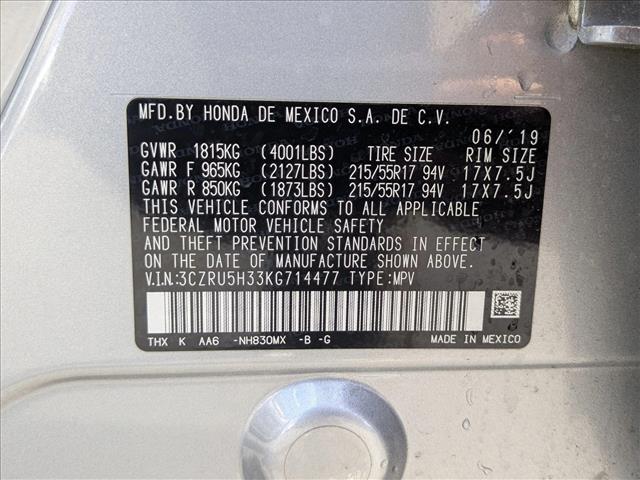 MFD.BY HONDA DE MEXICO S.A. DE C.V.
06/'19
GVWR 1815KG (4001LBS) TIRE SIZE RIM SIZE
GAWR F 965KG (2127LBS) 215/55R17 94V 17X7.5J
GAWR R 850KG (1873LBS) 215/55R17 94V 17X7.5J
THIS VEHICLE CONFORMS TO ALL APPLICABLE
FEDERAL MOTOR VEHICLE SAFETY
AND THEFT PREVENTION STANDARDS IN EFFECT
ON THE DATE OF MANUFACTURE SHOWN ABOVE.
V.I.N.:3CZRU5H33KG714477 TYPE:MPV
THX K AA6 -NH830MX -B -G MADE IN MEXICO